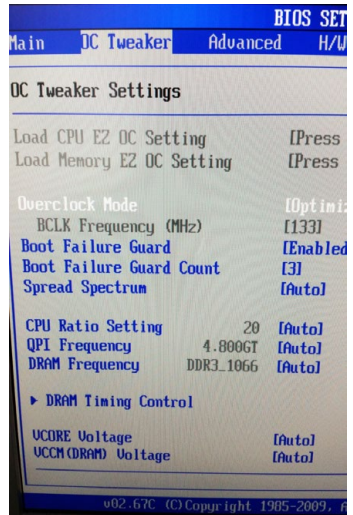 BIOS SET
Main OC Tweaker Advanced H/W
OC Tweaker Settings
Load CPU EZ OC Setting [Press
Load Memory EZ OC Setting [Press
Overclock Mode [Optimiz
BCLK Frequency (MHz) [133]
Boot Failure Guard [Enabled
Boot Failure Guard Count [3]
Spread Spectrum [Auto]
CPU Ratio Setting 20 [Auto]
QPI Frequency 4.800GT [Auto]
DRAM Frequency DDR3_1066 [Auto]
DRAM Timing Control
VCORE Voltage [Auto]
VCCM(DRAM) Voltage [Auto]
v02.67C (C)Copyright 1985-2009, A